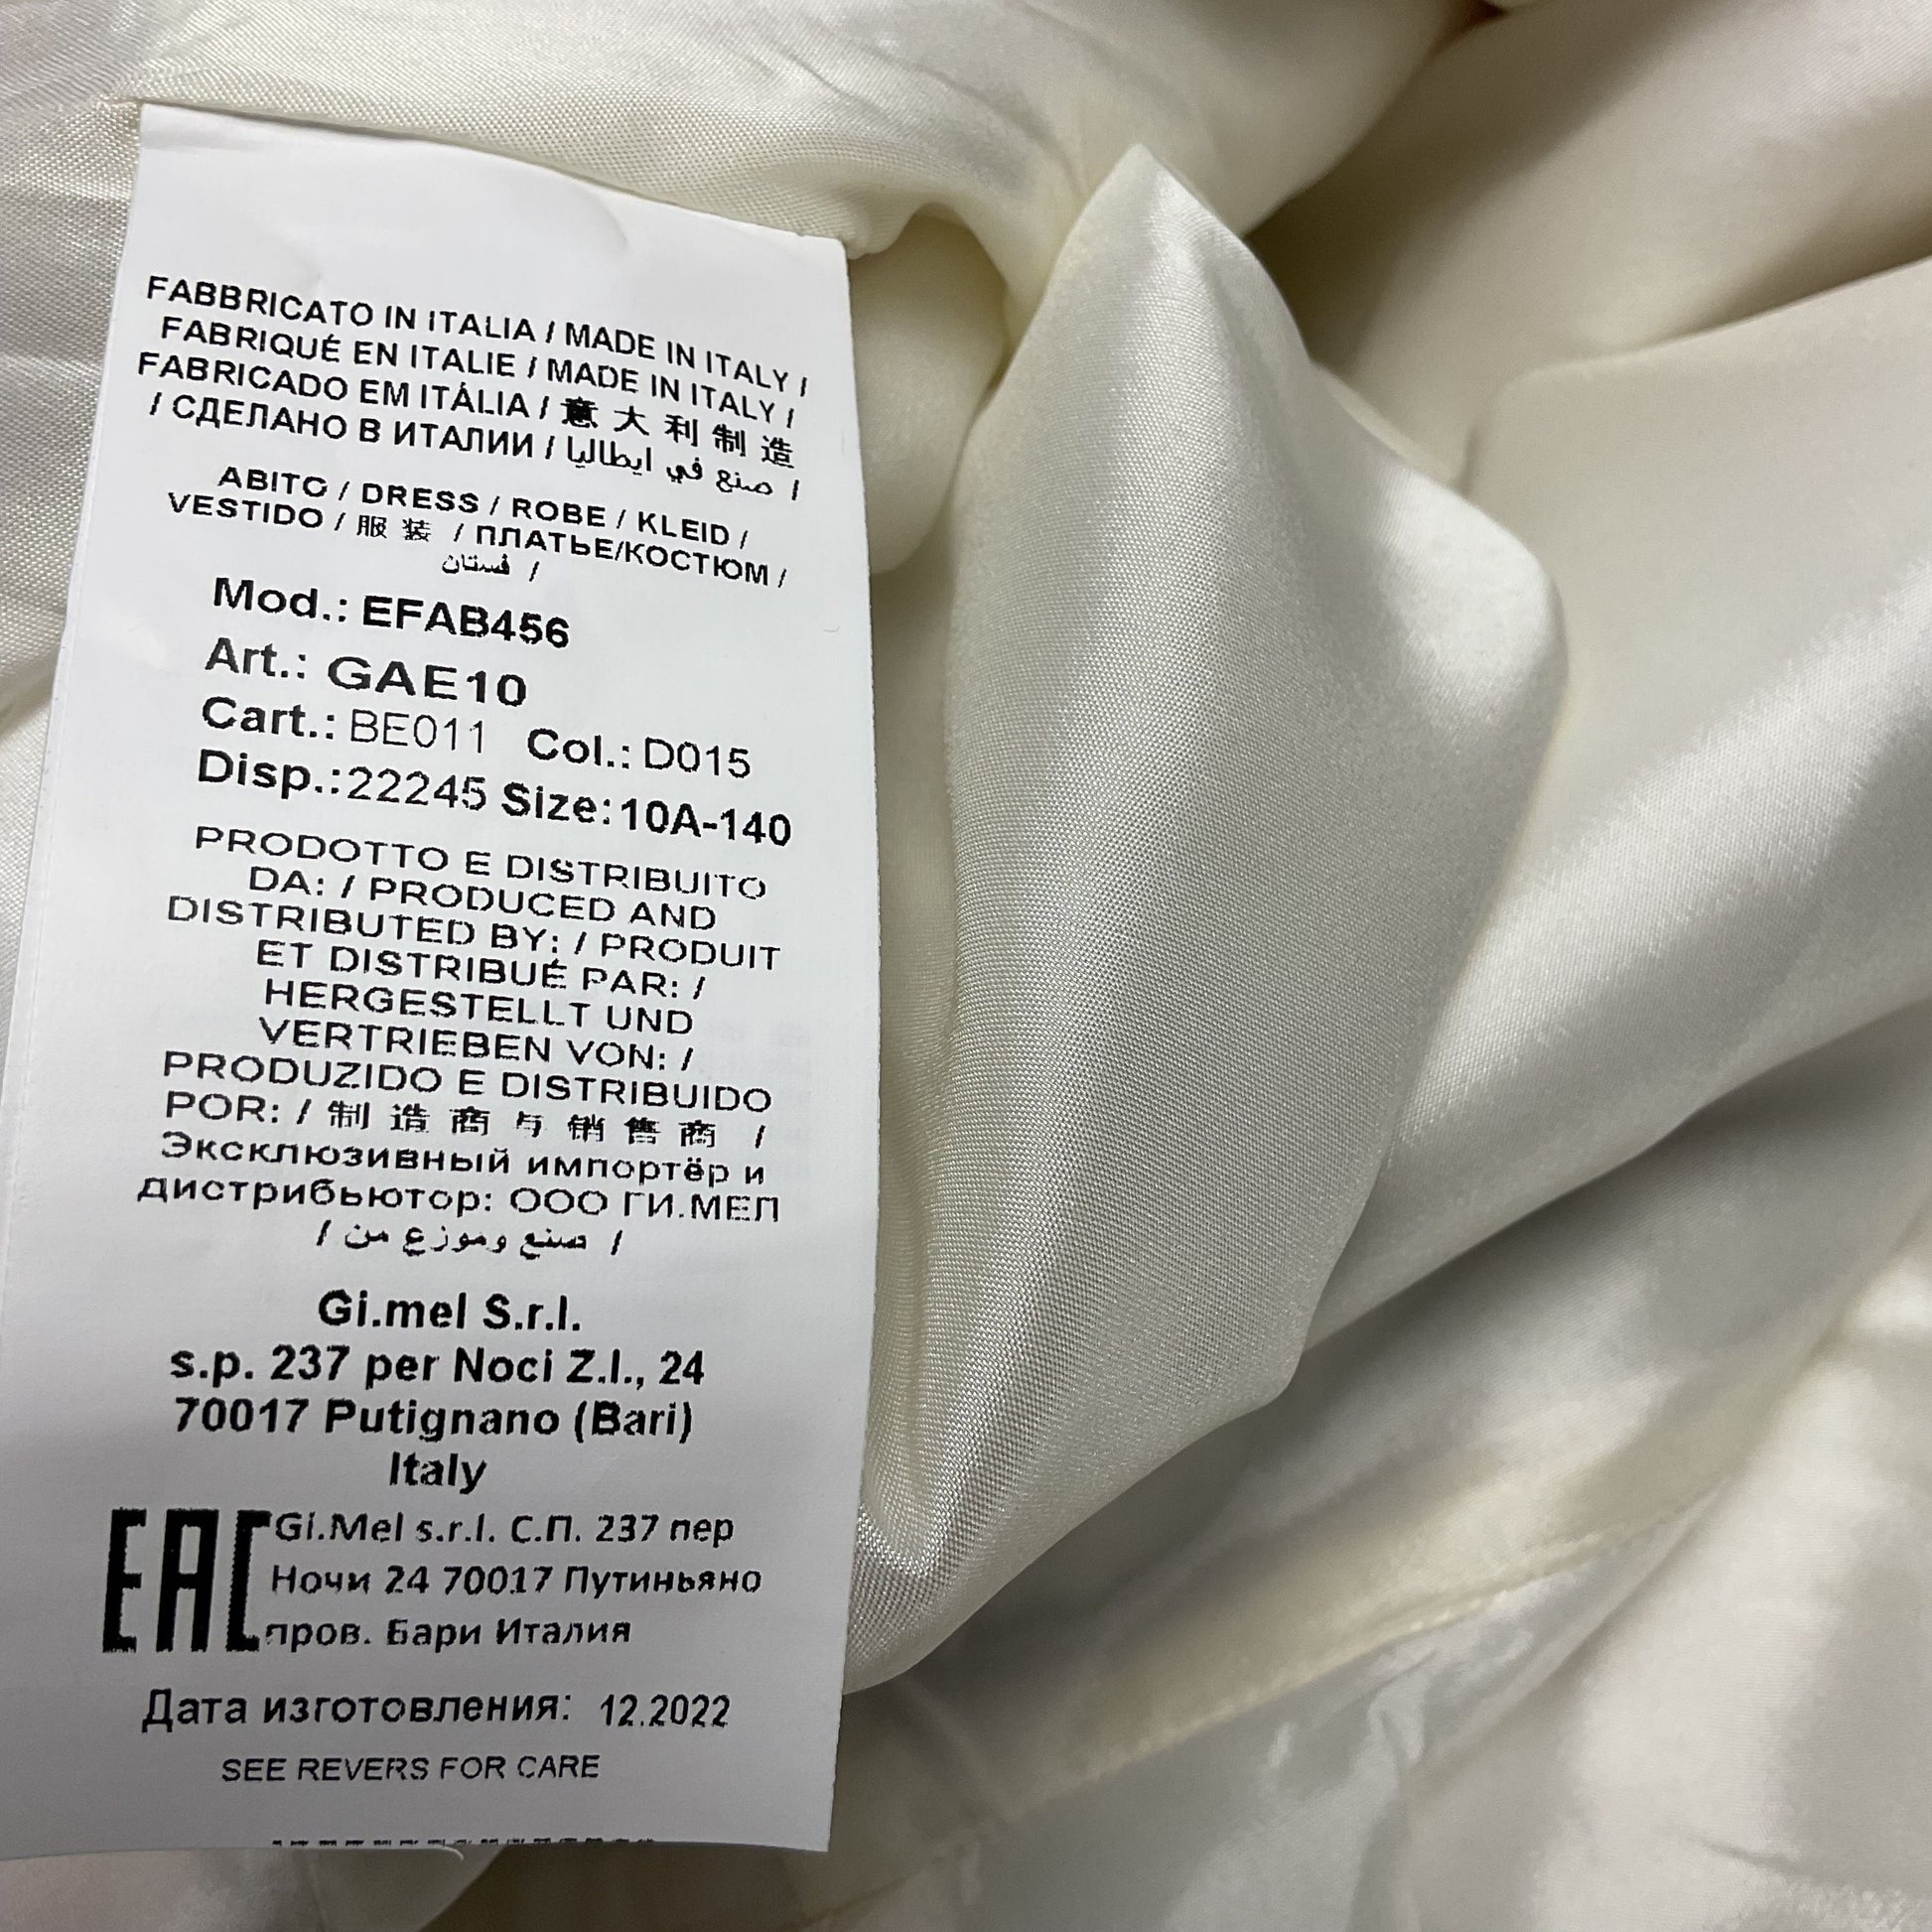 FABBRICATO IN ITALIA / MADE IN ITALY /
FABRIQUÉ EN ITALIE / MADE IN ITALY /
FABRICADO EM ITÁLIA / 意大利制造
/ СДЕЛАНО В ИТАЛИИ / صنع في ايطاليا /
ABITO / DRESS / ROBE / KLEID /
VESTIDO / 服装 / ПЛАТЬЕ/КОСТЮМ /
فستان /
Mod.: EFAB456
Art.: GAE10
Cart.: BE011 Col.: D015
Disp.:22245 Size:10A-140
PRODOTTO E DISTRIBUITO
DA: / PRODUCED AND
DISTRIBUTED BY: / PRODUIT
ET DISTRIBUÉ PAR: /
HERGESTELLT UND
VERTRIEBEN VON: /
PRODUZIDO E DISTRIBUIDO
POR: / 制造商与销售商 /
Эксклюзивный импортёр и
дистрибьютор: ООО ГИ.МЕЛ
/ صنع وموزع من /
Gi.mel S.r.l.
s.p. 237 per Noci Z.I., 24
70017 Putignano (Bari)
Italy
EAC Gi.Mel s.r.l. С.П. 237 пер
Ночи 24 70017 Путиньяно
пров. Бари Италия
Дата изготовления: 12.2022
SEE REVERS FOR CARE